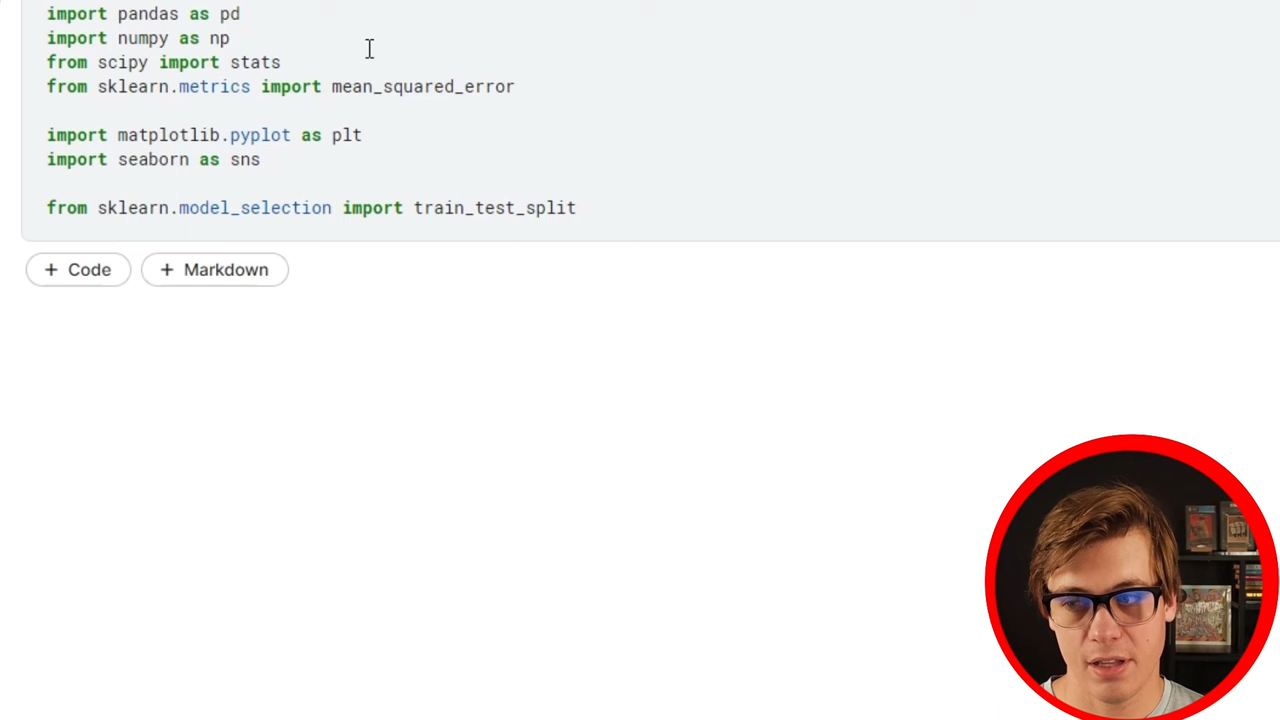 import pandas as pd
import numpy as np
from scipy import stats
from sklearn.metrics import mean_squared_error
import matplotlib.pyplot as plt
import seaborn as sns
from sklearn.model_selection import train_test_split
+ Code + Markdown